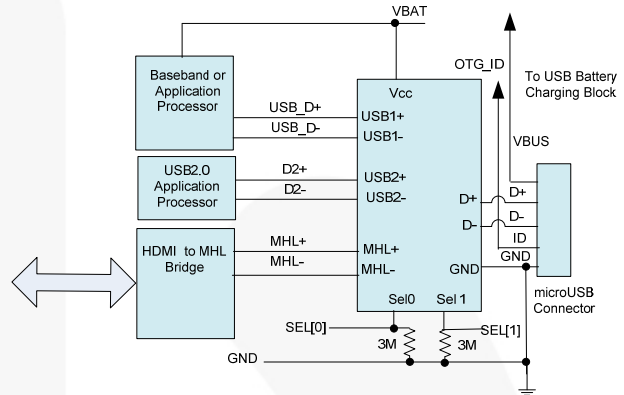 VBAT
OTG_ID
Baseband or
Application
Processor
Vcc
To USB Battery
Charging Block
USB_D+
USB1+
USB_D-
USB1-
VBUS
USB2.0
Application
Processor
D2+
USB2+
D2-
USB2-
D+
D+
D-
D-
HDMI to MHL
Bridge
MHL+
MHL+
MHL-
MHL-
ID
GND
GND
microUSB
Connector
Sel0
Sel 1
SEL[0]
3M
SEL[1]
3M
GND